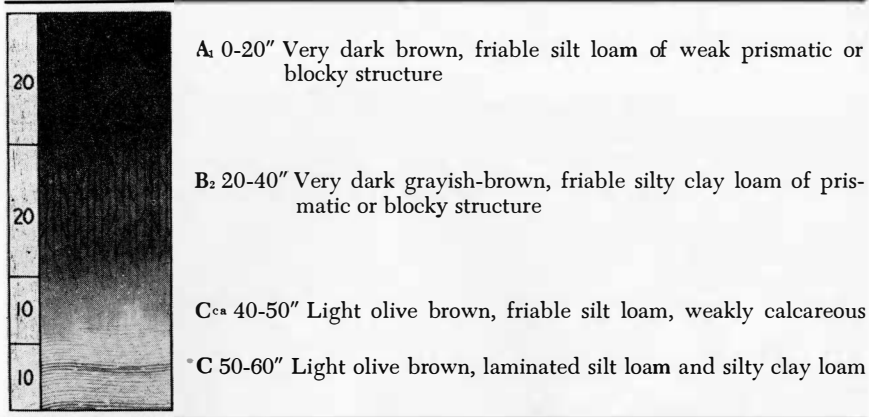 20
20
10
10
A₁ 0-20″ Very dark brown, friable silt loam of weak prismatic or
blocky structure
B₂ 20-40″ Very dark grayish-brown, friable silty clay loam of pris-
matic or blocky structure
Cca 40-50″ Light olive brown, friable silt loam, weakly calcareous
C 50-60″ Light olive brown, laminated silt loam and silty clay loam